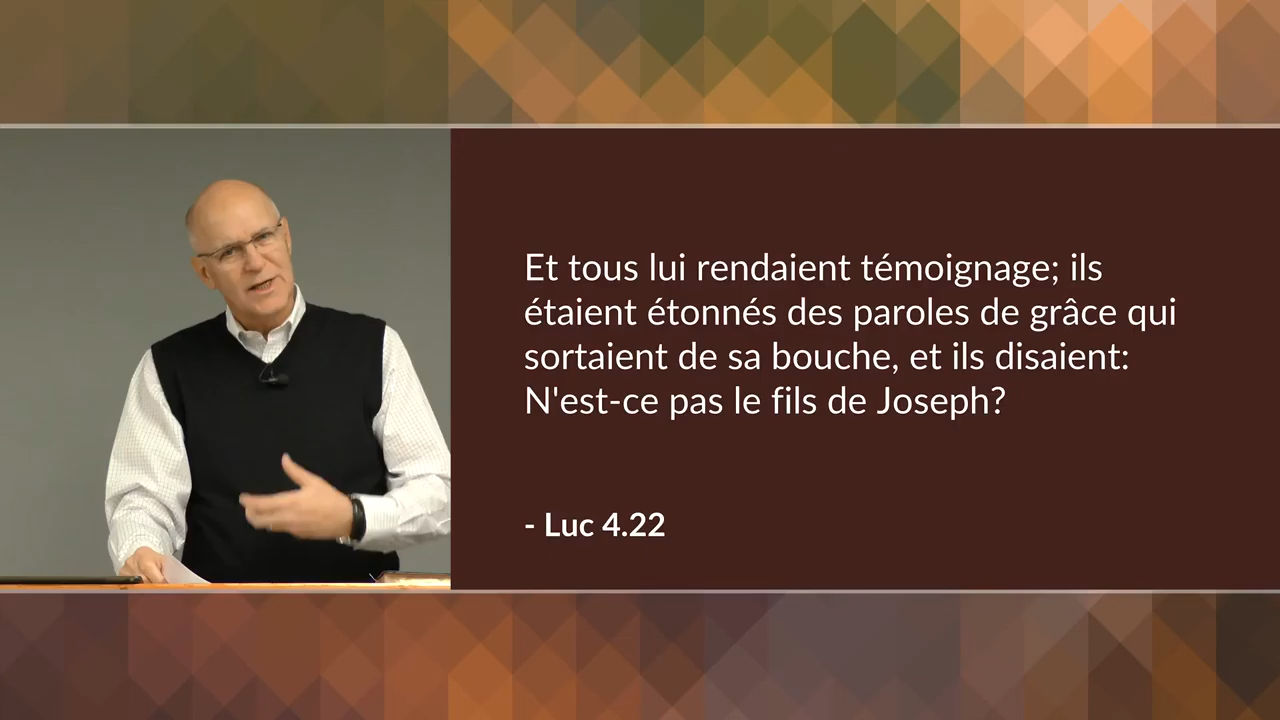 Et tous lui rendaient témoignage; ils
étaient étonnés des paroles de grâce qui
sortaient de sa bouche, et ils disaient:
N'est-ce pas le fils de Joseph?
- Luc 4.22